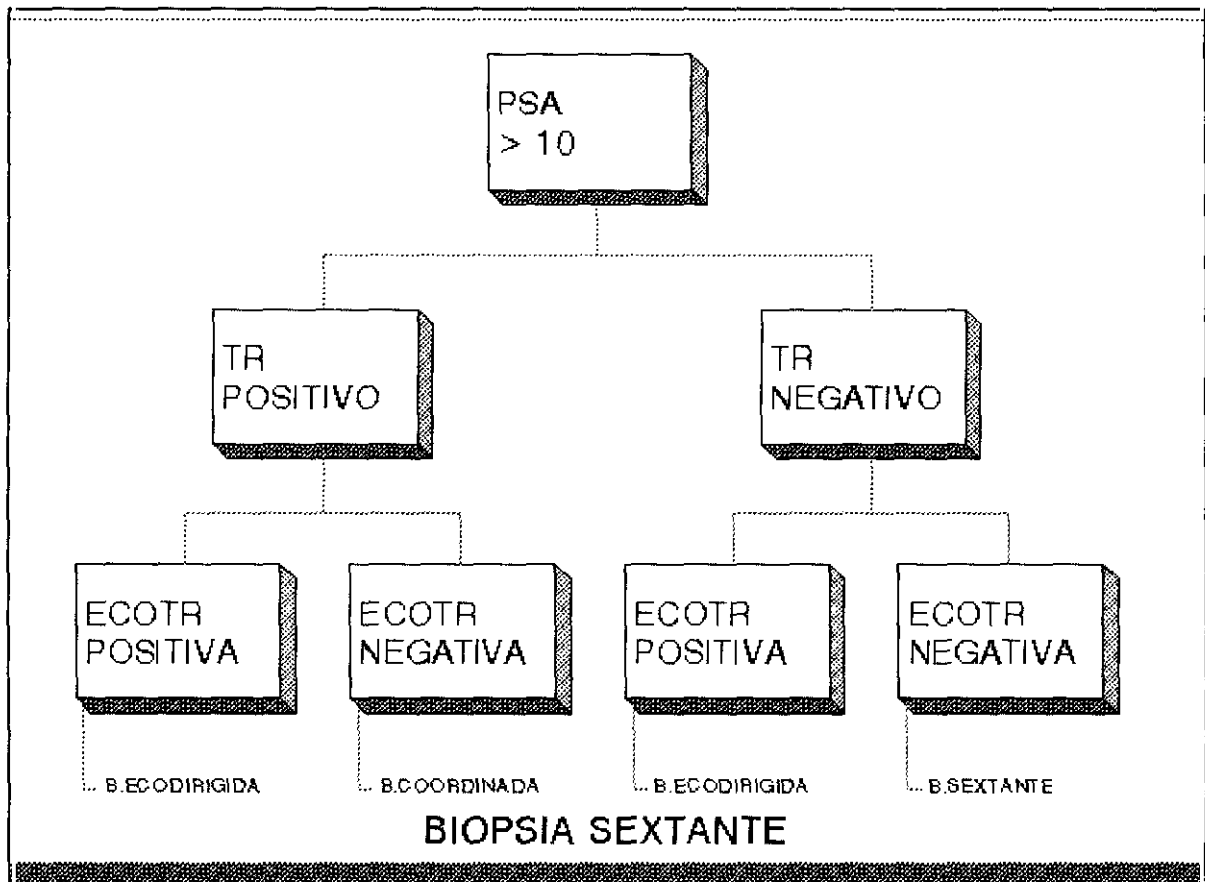 PSA
> 10
TR
POSITIVO
TR
NEGATIVO
ECOTR
POSITIVA
ECOTR
NEGATIVA
ECOTR
POSITIVA
ECOTR
NEGATIVA
B.ECODIRIGIDA
B.COORDINADA
B.ECODIRIGIDA
B.SEXTANTE
BIOPSIA SEXTANTE